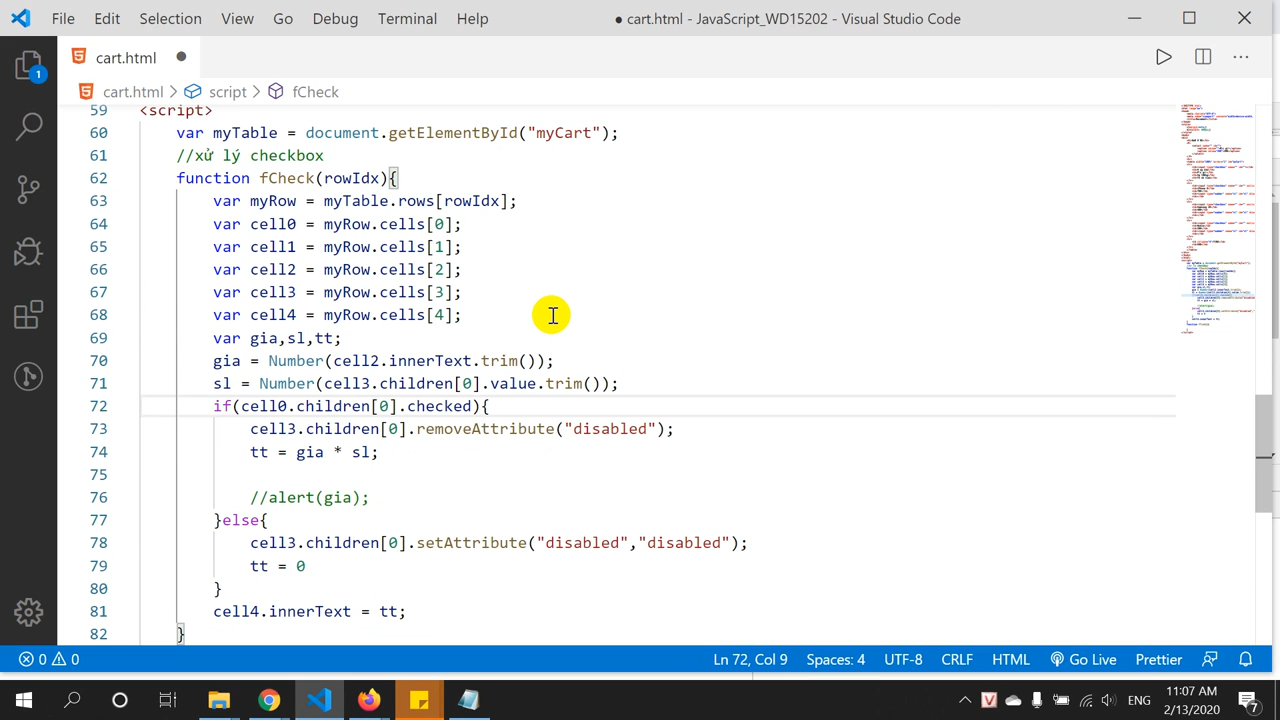 File Edit Selection View Go Debug Terminal Help
● cart.html - JavaScript_WD15202 - Visual Studio Code
1
cart.html
cart.html > script > fCheck
59 <script>
60 var myTable = document.getElementById("myCart");
61 //xử lý checkbox
62 function fCheck(rowIdx){
63 var myRow = myTable.rows[rowIdx];
64 var cell0 = myRow.cells[0];
65 var cell1 = myRow.cells[1];
66 var cell2 = myRow.cells[2];
67 var cell3 = myRow.cells[3];
68 var cell4 = myRow.cells[4];
69 var gia,sl,tt;
70 gia = Number(cell2.innerText.trim());
71 sl = Number(cell3.children[0].value.trim());
72 if(cell0.children[0].checked){
73 cell3.children[0].removeAttribute("disabled");
74 tt = gia * sl;
75
76 //alert(gia);
77 }else{
78 cell3.children[0].setAttribute("disabled","disabled");
79 tt = 0
80 }
81 cell4.innerText = tt;
82 }
0 0 Ln 72, Col 9 Spaces: 4 UTF-8 CRLF HTML Go Live Prettier
ENG 11:07 AM
2/13/2020
7